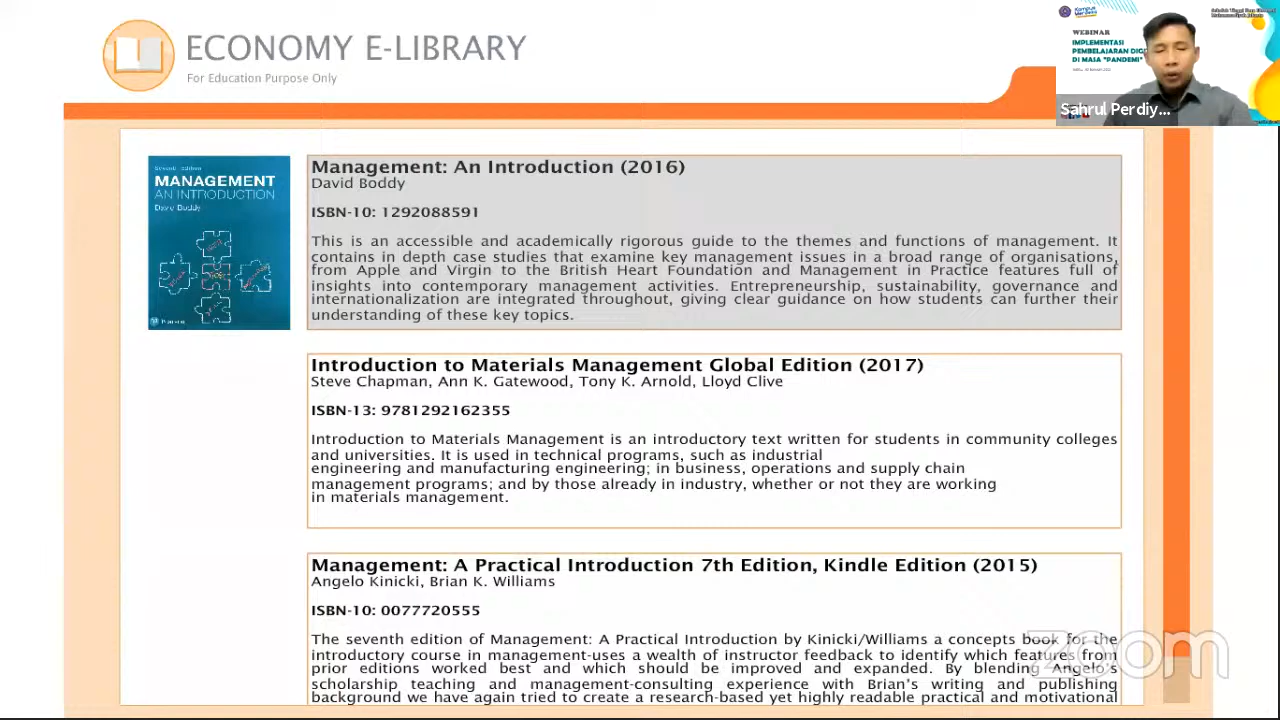 ECONOMY E-LIBRARY
For Education Purpose Only
Kampus
Merdeka
WEBINAR
IMPLEMENTASI
PEMBELAJARAN DIGI
DI MASA "PANDEMI"
Sahrul Perdiy...
Seventh Edition
MANAGEMENT
AN INTRODUCTION
David Boddy
Pearson
Management: An Introduction (2016)
David Boddy
ISBN-10: 1292088591
This is an accessible and academically rigorous guide to the themes and functions of management. It
contains in depth case studies that examine key management issues in a broad range of organisations,
from Apple and Virgin to the British Heart Foundation and Management in Practice features full of
insights into contemporary management activities. Entrepreneurship, sustainability, governance and
internationalization are integrated throughout, giving clear guidance on how students can further their
understanding of these key topics.
Introduction to Materials Management Global Edition (2017)
Steve Chapman, Ann K. Gatewood, Tony K. Arnold, Lloyd Clive
ISBN-13: 9781292162355
Introduction to Materials Management is an introductory text written for students in community colleges
and universities. It is used in technical programs, such as industrial
engineering and manufacturing engineering; in business, operations and supply chain
management programs; and by those already in industry, whether or not they are working
in materials management.
Management: A Practical Introduction 7th Edition, Kindle Edition (2015)
Angelo Kinicki, Brian K. Williams
ISBN-10: 0077720555
The seventh edition of Management: A Practical Introduction by Kinicki/Williams a concepts book for the
introductory course in management-uses a wealth of instructor feedback to identify which features from
prior editions worked best and which should be improved and expanded. By blending Angelo's
scholarship teaching and management-consulting experience with Brian's writing and publishing
background we have again tried to create a research-based yet highly readable practical and motivational
zoom